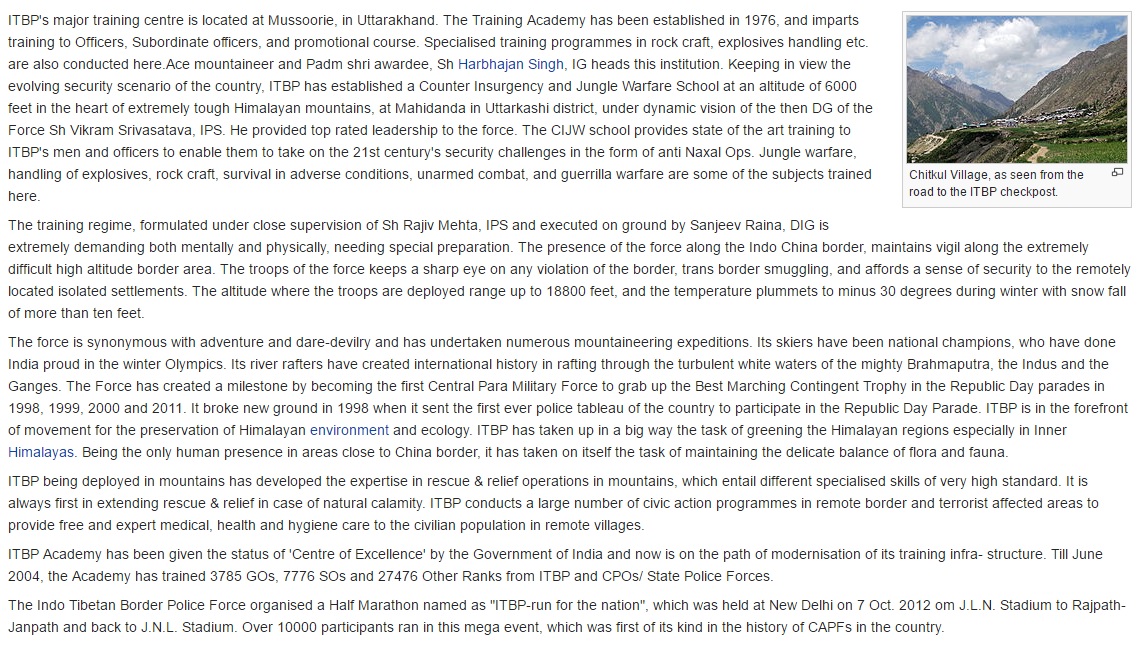 ITBP's major training centre is located at Mussoorie, in Uttarakhand. The Training Academy has been established in 1976, and imparts
training to Officers, Subordinate officers, and promotional course. Specialised training programmes in rock craft, explosives handling etc.
are also conducted here.Ace mountaineer and Padm shri awardee, Sh Harbhajan Singh, IG heads this institution. Keeping in view the
evolving security scenario of the country, ITBP has established a Counter Insurgency and Jungle Warfare School at an altitude of 6000
feet in the heart of extremely tough Himalayan mountains, at Mahidanda in Uttarkashi district, under dynamic vision of the then DG of the
Force Sh Vikram Srivasatava, IPS. He provided top rated leadership to the force. The CIJW school provides state of the art training to
ITBP's men and officers to enable them to take on the 21st century's security challenges in the form of anti Naxal Ops. Jungle warfare,
handling of explosives, rock craft, survival in adverse conditions, unarmed combat, and guerrilla warfare are some of the subjects trained
here.
Chitkul Village, as seen from the
road to the ITBP checkpost.
The training regime, formulated under close supervision of Sh Rajiv Mehta, IPS and executed on ground by Sanjeev Raina, DIG is
extremely demanding both mentally and physically, needing special preparation. The presence of the force along the Indo China border, maintains vigil along the extremely
difficult high altitude border area. The troops of the force keeps a sharp eye on any violation of the border, trans border smuggling, and affords a sense of security to the remotely
located isolated settlements. The altitude where the troops are deployed range up to 18800 feet, and the temperature plummets to minus 30 degrees during winter with snow fall
of more than ten feet.
The force is synonymous with adventure and dare-devilry and has undertaken numerous mountaineering expeditions. Its skiers have been national champions, who have done
India proud in the winter Olympics. Its river rafters have created international history in rafting through the turbulent white waters of the mighty Brahmaputra, the Indus and the
Ganges. The Force has created a milestone by becoming the first Central Para Military Force to grab up the Best Marching Contingent Trophy in the Republic Day parades in
1998, 1999, 2000 and 2011. It broke new ground in 1998 when it sent the first ever police tableau of the country to participate in the Republic Day Parade. ITBP is in the forefront
of movement for the preservation of Himalayan environment and ecology. ITBP has taken up in a big way the task of greening the Himalayan regions especially in Inner
Himalayas. Being the only human presence in areas close to China border, it has taken on itself the task of maintaining the delicate balance of flora and fauna.
ITBP being deployed in mountains has developed the expertise in rescue & relief operations in mountains, which entail different specialised skills of very high standard. It is
always first in extending rescue & relief in case of natural calamity. ITBP conducts a large number of civic action programmes in remote border and terrorist affected areas to
provide free and expert medical, health and hygiene care to the civilian population in remote villages.
ITBP Academy has been given the status of 'Centre of Excellence' by the Government of India and now is on the path of modernisation of its training infra- structure. Till June
2004, the Academy has trained 3785 GOs, 7776 SOs and 27476 Other Ranks from ITBP and CPOs/ State Police Forces.
The Indo Tibetan Border Police Force organised a Half Marathon named as "ITBP-run for the nation", which was held at New Delhi on 7 Oct. 2012 om J.L.N. Stadium to Rajpath-
Janpath and back to J.N.L. Stadium. Over 10000 participants ran in this mega event, which was first of its kind in the history of CAPFs in the country.